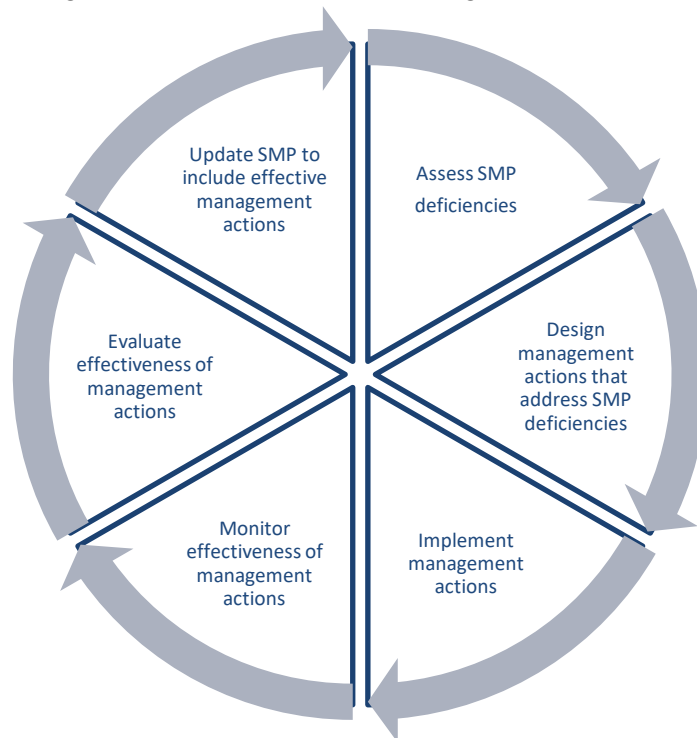 Assess SMP
deficiencies
Design
management
actions that
address SMP
deficiencies
Implement
management
actions
Monitor
effectiveness of
management
actions
Evaluate
effectiveness of
management
actions
Update SMP to
include effective
management
actions